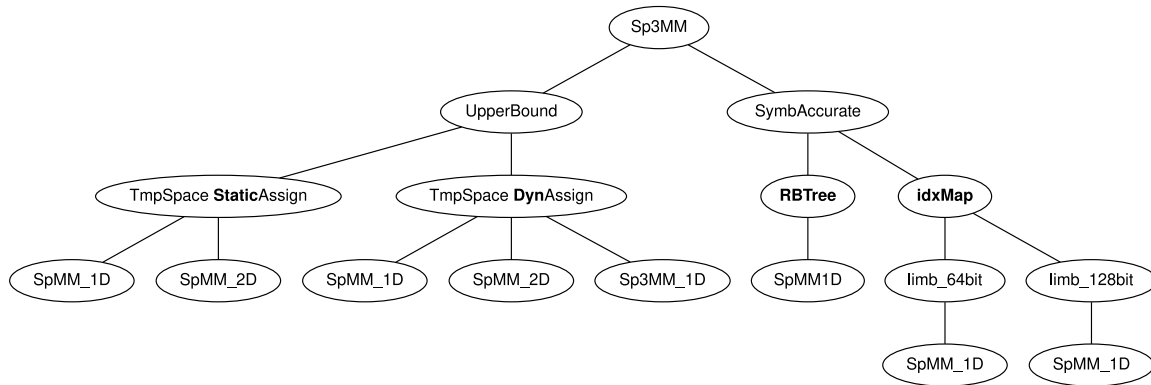 Sp3MM
UpperBound
SymbAccurate
TmpSpace StaticAssign
TmpSpace DynAssign
RBTree
idxMap
SpMM_1D
SpMM_2D
SpMM_1D
SpMM_2D
Sp3MM_1D
SpMM1D
limb_64bit
limb_128bit
SpMM_1D
SpMM_1D